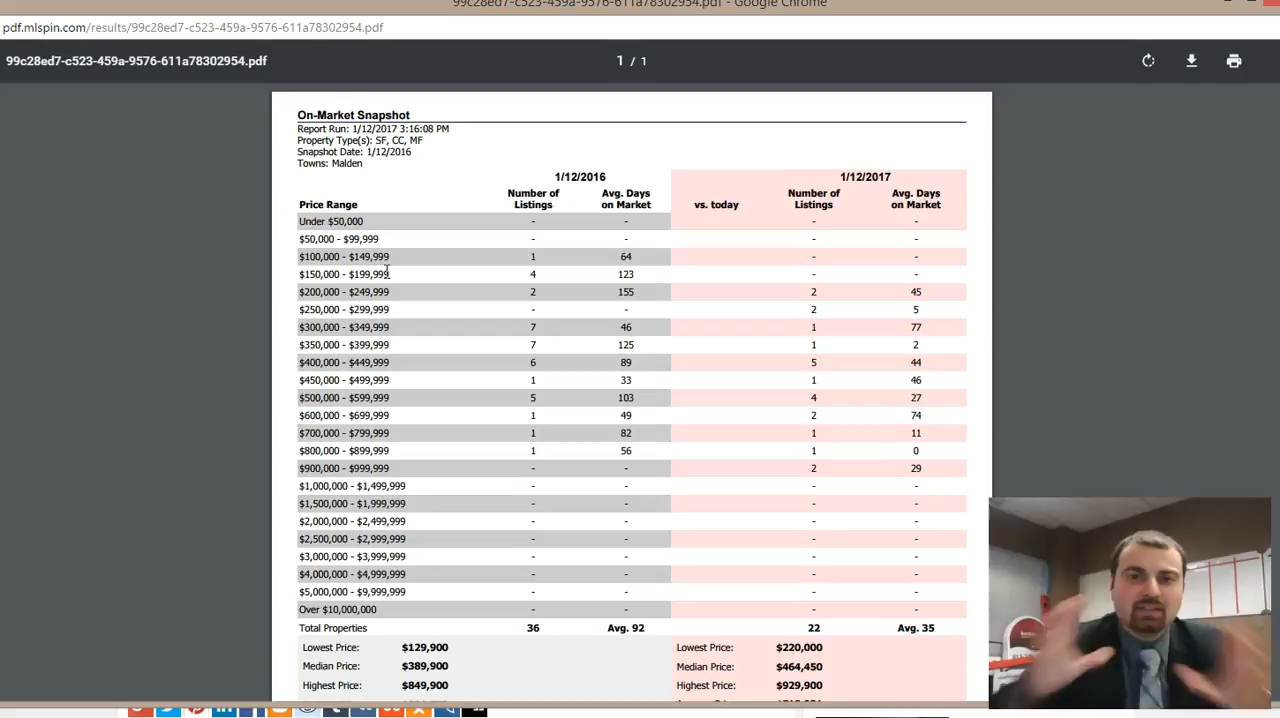 99c28ed7-c523-459a-9576-611a78302954.pdf - Google Chrome
pdf.mlspin.com/results/99c28ed7-c523-459a-9576-611a78302954.pdf
99c28ed7-c523-459a-9576-611a78302954.pdf 1 / 1
On-Market Snapshot
Report Run: 1/12/2017 3:16:08 PM
Property Type(s): SF, CC, MF
Snapshot Date: 1/12/2016
Towns: Malden
1/12/2016 1/12/2017
Number of Avg. Days Number of Avg. Days
Price Range Listings on Market vs. today Listings on Market
Under $50,000 - - - -
$50,000 - $99,999 - - - -
$100,000 - $149,999 1 64 - -
$150,000 - $199,999 4 123 - -
$200,000 - $249,999 2 155 2 45
$250,000 - $299,999 - - 2 5
$300,000 - $349,999 7 46 1 77
$350,000 - $399,999 7 125 1 2
$400,000 - $449,999 6 89 5 44
$450,000 - $499,999 1 33 1 46
$500,000 - $599,999 5 103 4 27
$600,000 - $699,999 1 49 2 74
$700,000 - $799,999 1 82 1 11
$800,000 - $899,999 1 56 1 0
$900,000 - $999,999 - - 2 29
$1,000,000 - $1,499,999 - - - -
$1,500,000 - $1,999,999 - - - -
$2,000,000 - $2,499,999 - - - -
$2,500,000 - $2,999,999 - - - -
$3,000,000 - $3,999,999 - - - -
$4,000,000 - $4,999,999 - - - -
$5,000,000 - $9,999,999 - - - -
Over $10,000,000 - - - -
Total Properties 36 Avg. 92 22 Avg. 35
Lowest Price: $129,900 Lowest Price: $220,000
Median Price: $389,900 Median Price: $464,450
Highest Price: $849,900 Highest Price: $929,900